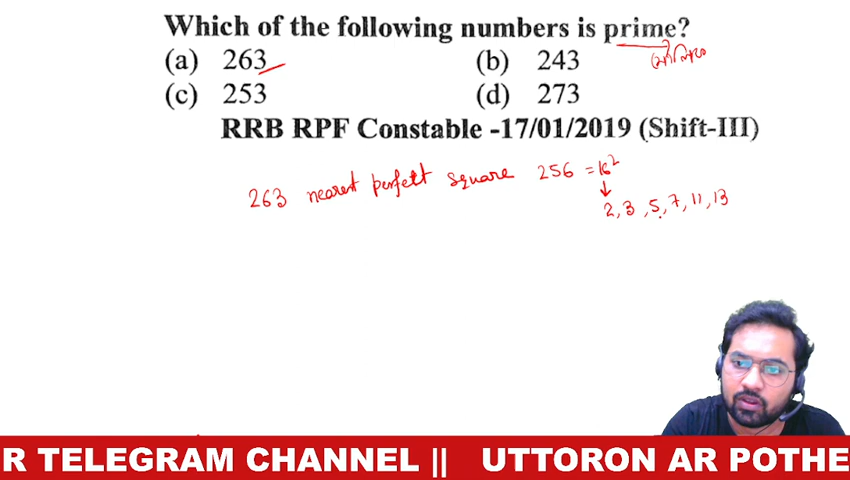 Which of the following numbers is prime?
মৌলিক
(a) 263 (b) 243
(c) 253 (d) 273
RRB RPF Constable -17/01/2019 (Shift-III)
263 nearest perfett square 256 = 16²
2, 3, 5, 7, 11, 13
R TELEGRAM CHANNEL || UTTORON AR POTHE